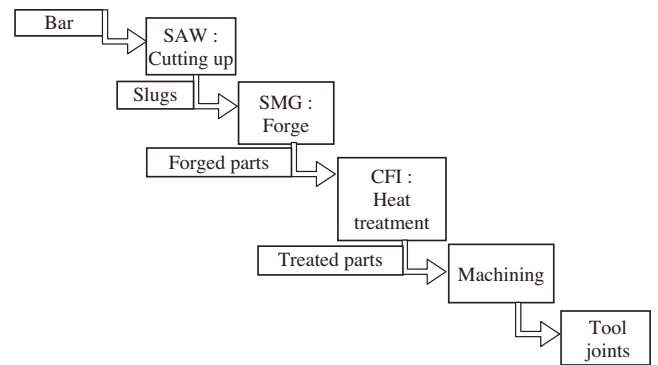 Bar
SAW :
Cutting up
Slugs
SMG :
Forge
Forged parts
CFI :
Heat
treatment
Treated parts
Machining
Tool
joints